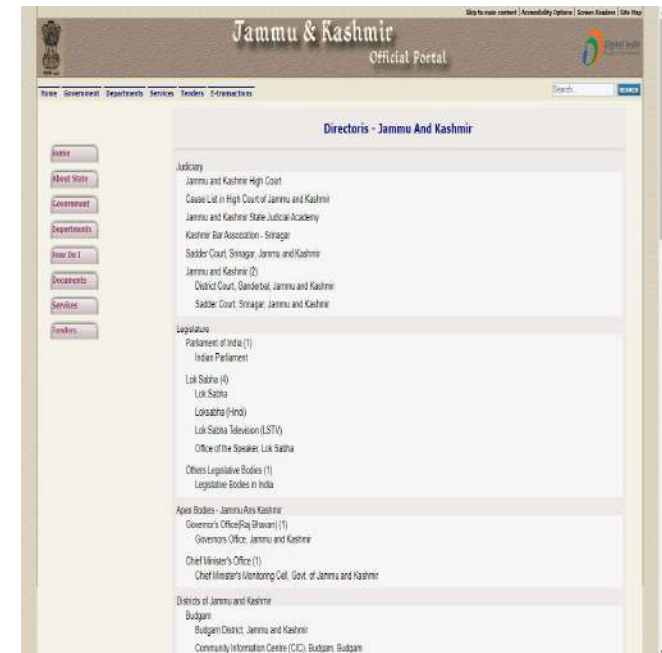 Skip to main content | Accessibility Options | Screen Readers | Site Map
Jammu & Kashmir
Official Portal
Digital India
Home Government Departments Services Tenders E-transactions
Search..
SEARCH
Directoris - Jammu And Kashmir
Home
About State
Government
Departments
How Do I
Documents
Services
Tenders
Judiciary
Jammu and Kashmir High Court
Cause List in High Court of Jammu and Kashmir
Jammu and Kashmir State Judicial Academy
Kashmir Bar Association - Srinagar
Sadder Court, Srinagar, Jammu and Kashmir
Jammu and Kashmir (2)
District Court, Ganderbal, Jammu and Kashmir
Sadder Court, Srinagar, Jammu and Kashmir
Legislature
Parliament of India (1)
Indian Parliament
Lok Sabha (4)
Lok Sabha
Loksabha (Hindi)
Lok Sabha Television (LSTV)
Office of the Speaker, Lok Sabha
Others Legislative Bodies (1)
Legislative Bodies in India
Apex Bodies - Jammu Ans Kashmir
Governor's Office(Raj Bhavan) (1)
Governors Office, Jammu and Kashmir
Chief Minister's Office (1)
Chief Minister's Monitoring Cell, Govt. of Jammu and Kashmir
Districts of Jammu and Kashmir
Budgam
Budgam District, Jammu and Kashmir
Community Information Centre (CIC), Budgam, Budgam